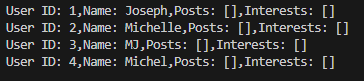 User ID: 1,Name: Joseph,Posts: [],Interests: []
User ID: 2,Name: Michelle,Posts: [],Interests: []
User ID: 3,Name: MJ,Posts: [],Interests: []
User ID: 4,Name: Michel,Posts: [],Interests: []